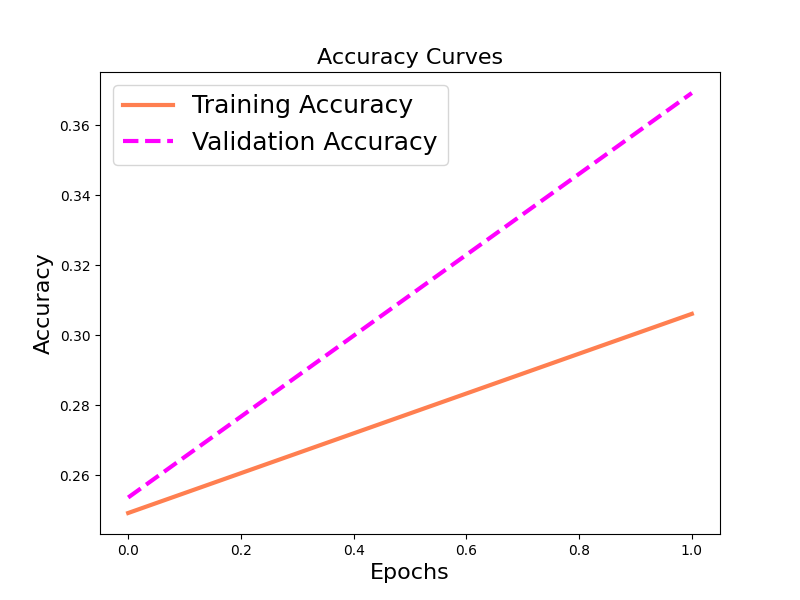 Accuracy Curves
Training Accuracy
Validation Accuracy
0.36
0.34
0.32
0.30
0.28
0.26
Accuracy
0.0 0.2 0.4 0.6 0.8 1.0
Epochs